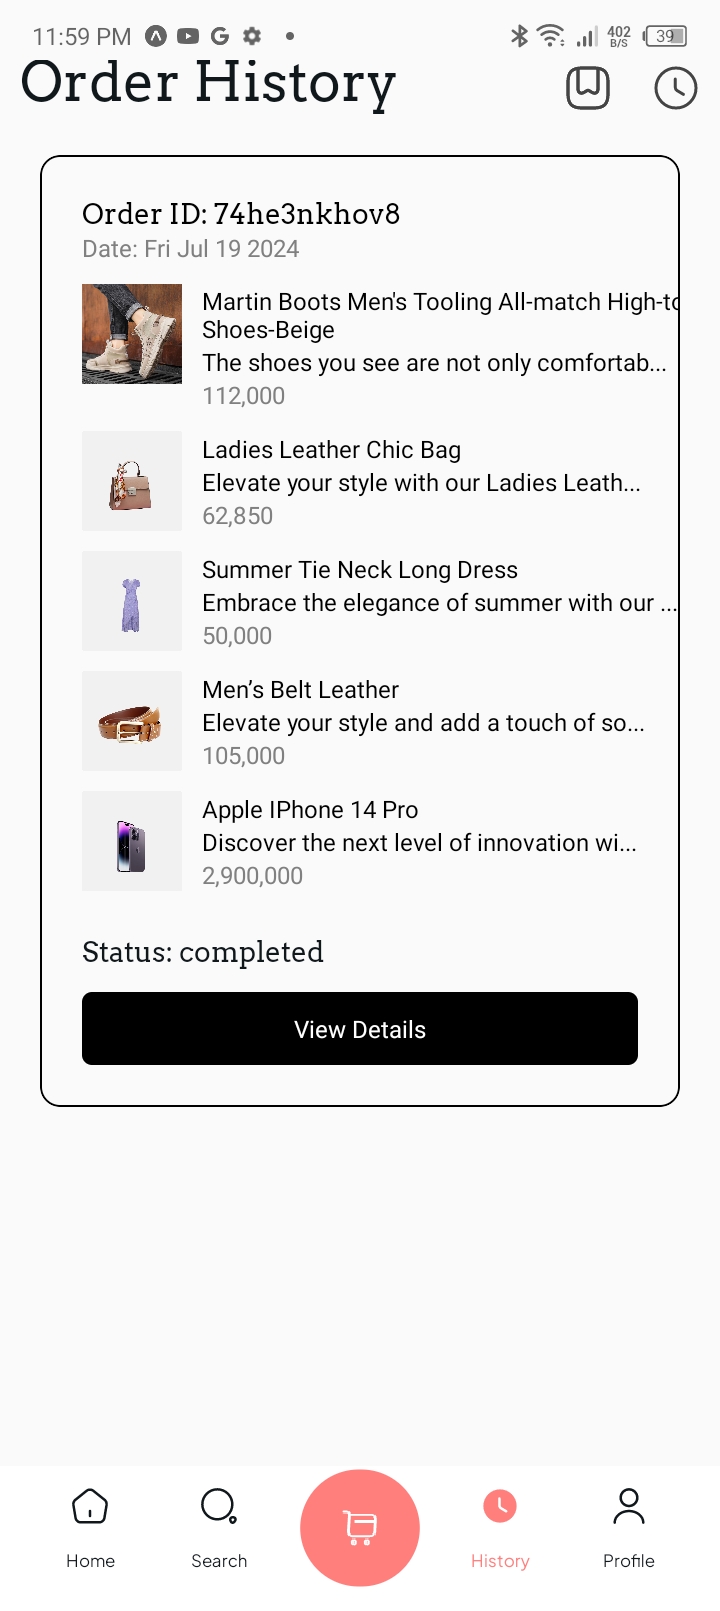 11:59 PM
402
B/S
39
Order History
Order ID: 74he3nkhov8
Date: Fri Jul 19 2024
Martin Boots Men's Tooling All-match High-to
Shoes-Beige
The shoes you see are not only comfortab...
112,000
Ladies Leather Chic Bag
Elevate your style with our Ladies Leath...
62,850
Summer Tie Neck Long Dress
Embrace the elegance of summer with our ...
50,000
Men’s Belt Leather
Elevate your style and add a touch of so...
105,000
Apple IPhone 14 Pro
Discover the next level of innovation wi...
2,900,000
Status: completed
View Details
Home
Search
History
Profile